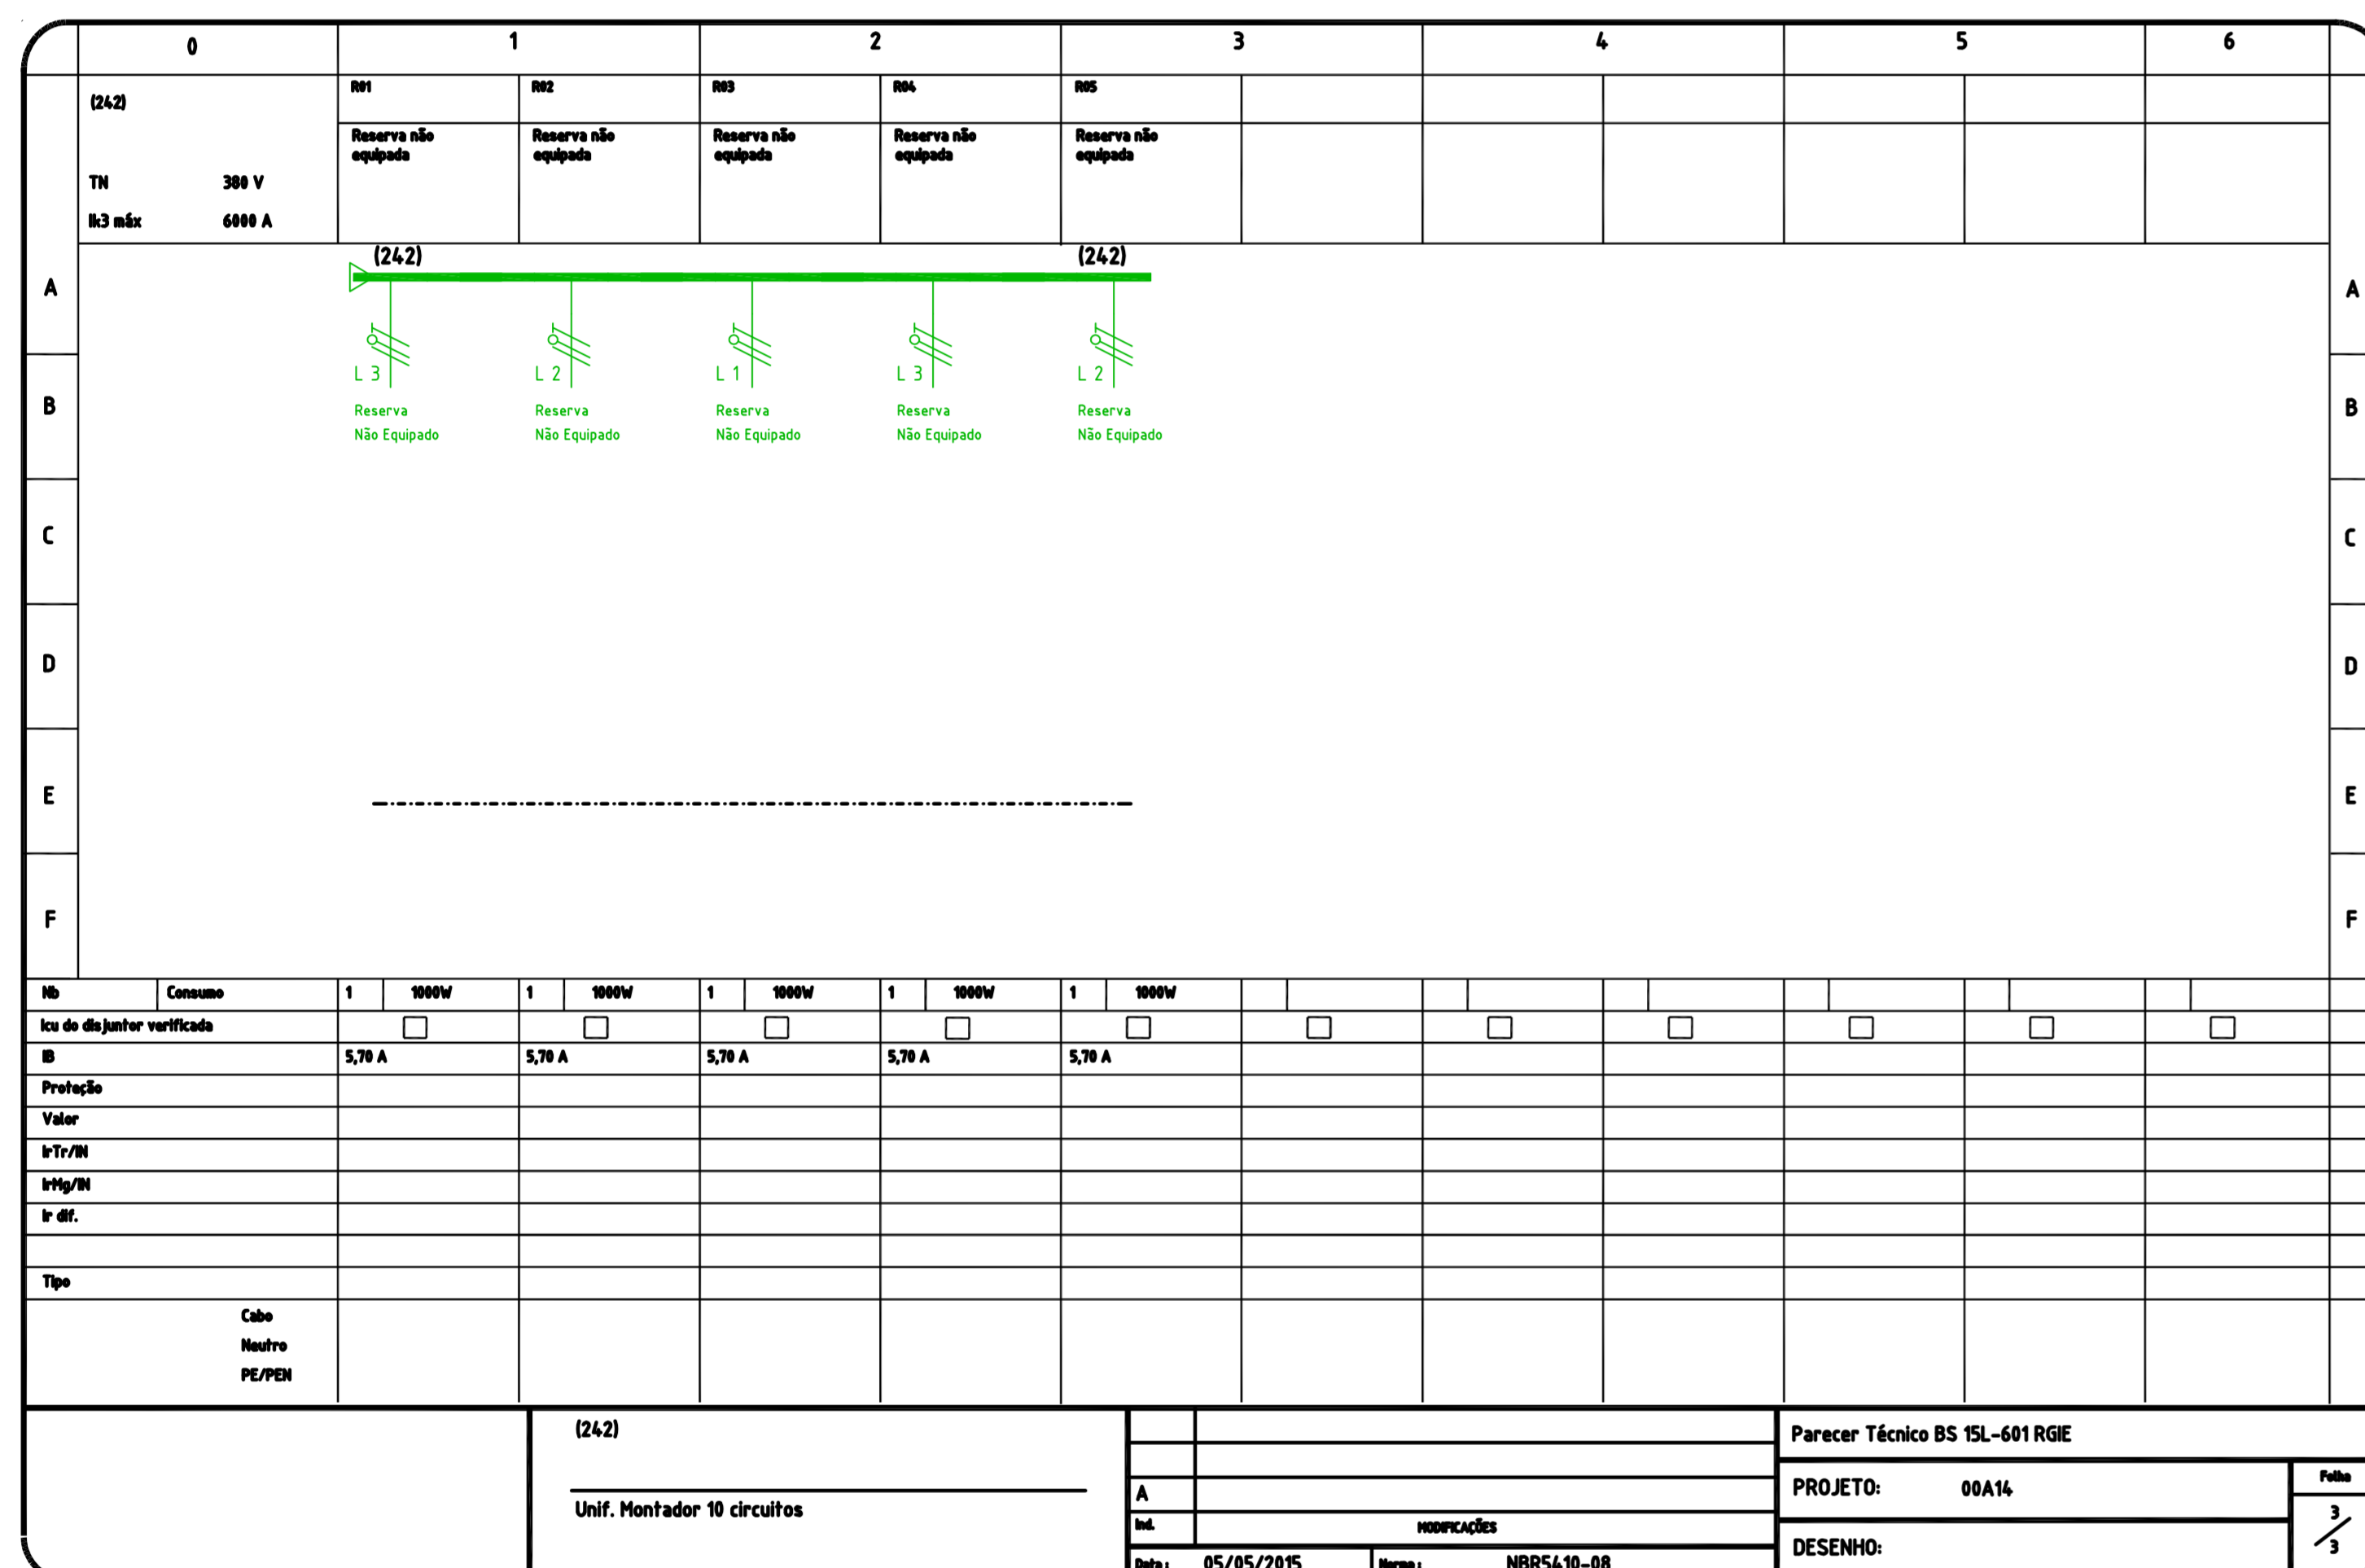 0 1 2 3 4 5 6
(242) R01 R02 R03 R04 R05
Reserva não Reserva não Reserva não Reserva não Reserva não
equipada equipada equipada equipada equipada
TN 380 V
Ik3 máx 6000 A
(242) (242)
A A
L 3 L 2 L 1 L 3 L 2
B B
Reserva Reserva Reserva Reserva Reserva
Não Equipado Não Equipado Não Equipado Não Equipado Não Equipado
C C
D D
E E
F F
Nb Consumo 1 1000W 1 1000W 1 1000W 1 1000W 1 1000W
Icu do disjuntor verificada
IB 5,70 A 5,70 A 5,70 A 5,70 A 5,70 A
Proteção
Valor
IrTr/IN
IrMg/IN
Ir dif.
Tipo
Cabo
Neutro
PE/PEN
(242)
Unif. Montador 10 circuitos
A
Ind. MODIFICAÇÕES
Data : 05/05/2015 Norma : NBR5410-08
Parecer Técnico BS 15L-601 RGIE
PROJETO: 00A14
Folha
3/3
DESENHO: